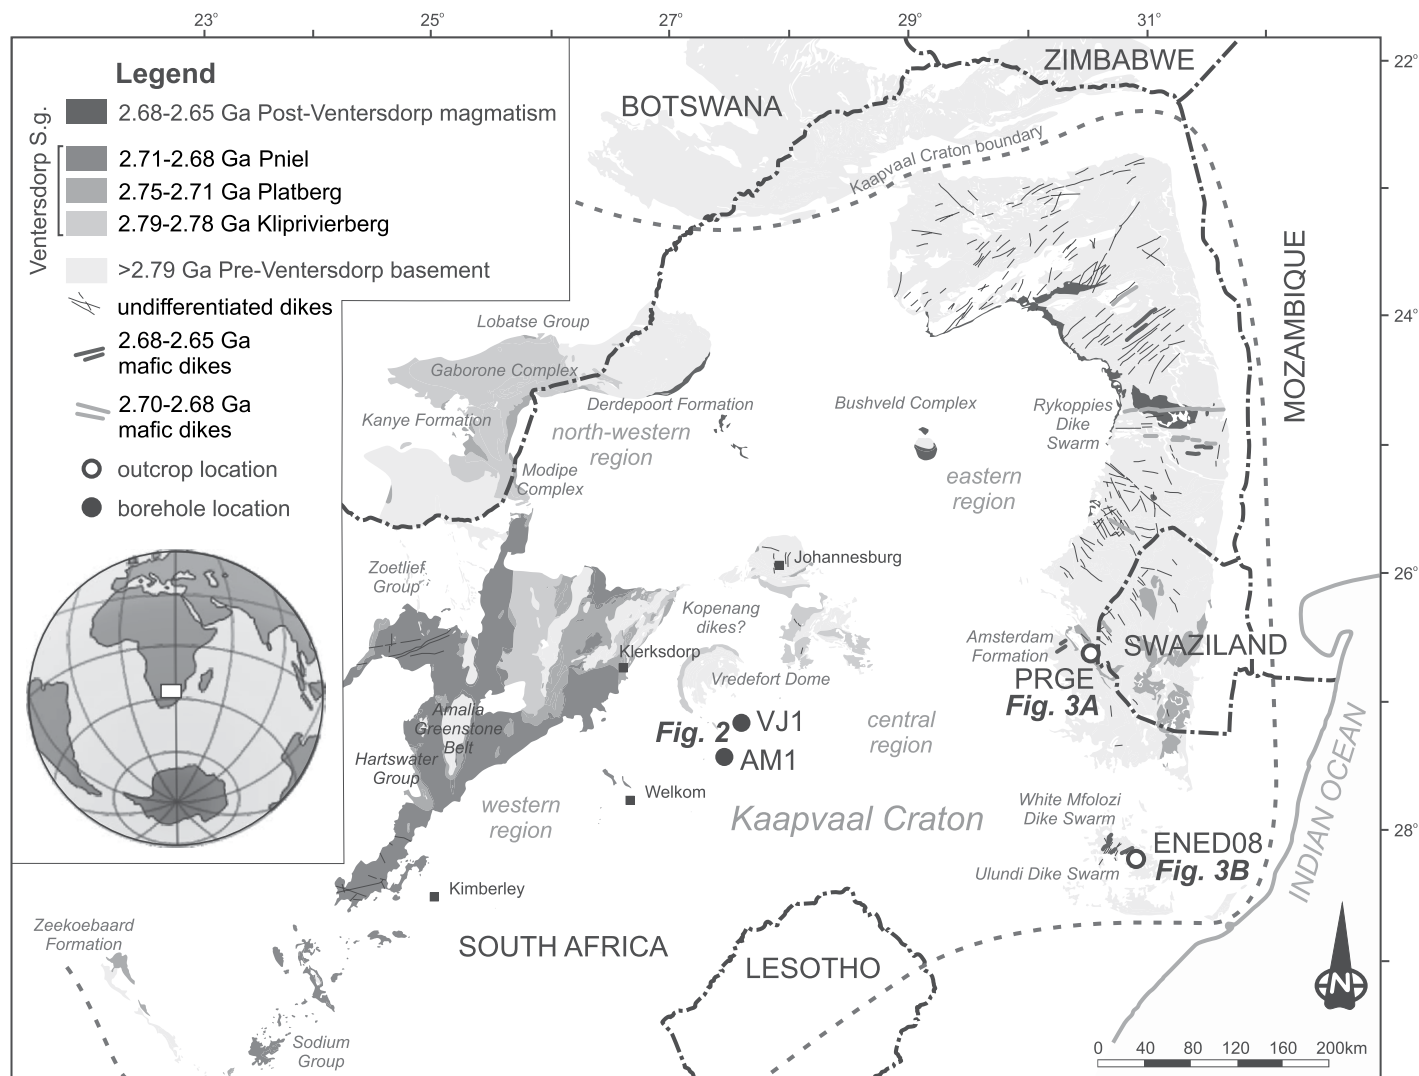 23°
25°
27°
29°
31°
22°
24°
26°
28°
Legend
Ventersdorp S.g.
2.68-2.65 Ga Post-Ventersdorp magmatism
2.71-2.68 Ga Pniel
2.75-2.71 Ga Platberg
2.79-2.78 Ga Kliprivierberg
>2.79 Ga Pre-Ventersdorp basement
undifferentiated dikes
2.68-2.65 Ga
mafic dikes
2.70-2.68 Ga
mafic dikes
outcrop location
borehole location
BOTSWANA
ZIMBABWE
MOZAMBIQUE
Kaapvaal Craton boundary
Lobatse Group
Gaborone Complex
Kanye Formation
Derdepoort Formation
north-western
region
Modipe
Complex
Bushveld Complex
eastern
region
Rykoppies
Dike
Swarm
Zoetlief
Group
Johannesburg
Kopenang
dikes?
Klerksdorp
Vredefort Dome
Amsterdam
Formation
SWAZILAND
PRGE
Fig. 3A
Amalia
Greenstone
Belt
Hartswater
Group
Fig. 2
VJ1
AM1
central
region
Welkom
western
region
Kaapvaal Craton
White Mfolozi
Dike Swarm
ENED08
Fig. 3B
Ulundi Dike Swarm
INDIAN OCEAN
Kimberley
Zeekoebaard
Formation
SOUTH AFRICA
LESOTHO
Sodium
Group
N
0 40 80 120 160 200km